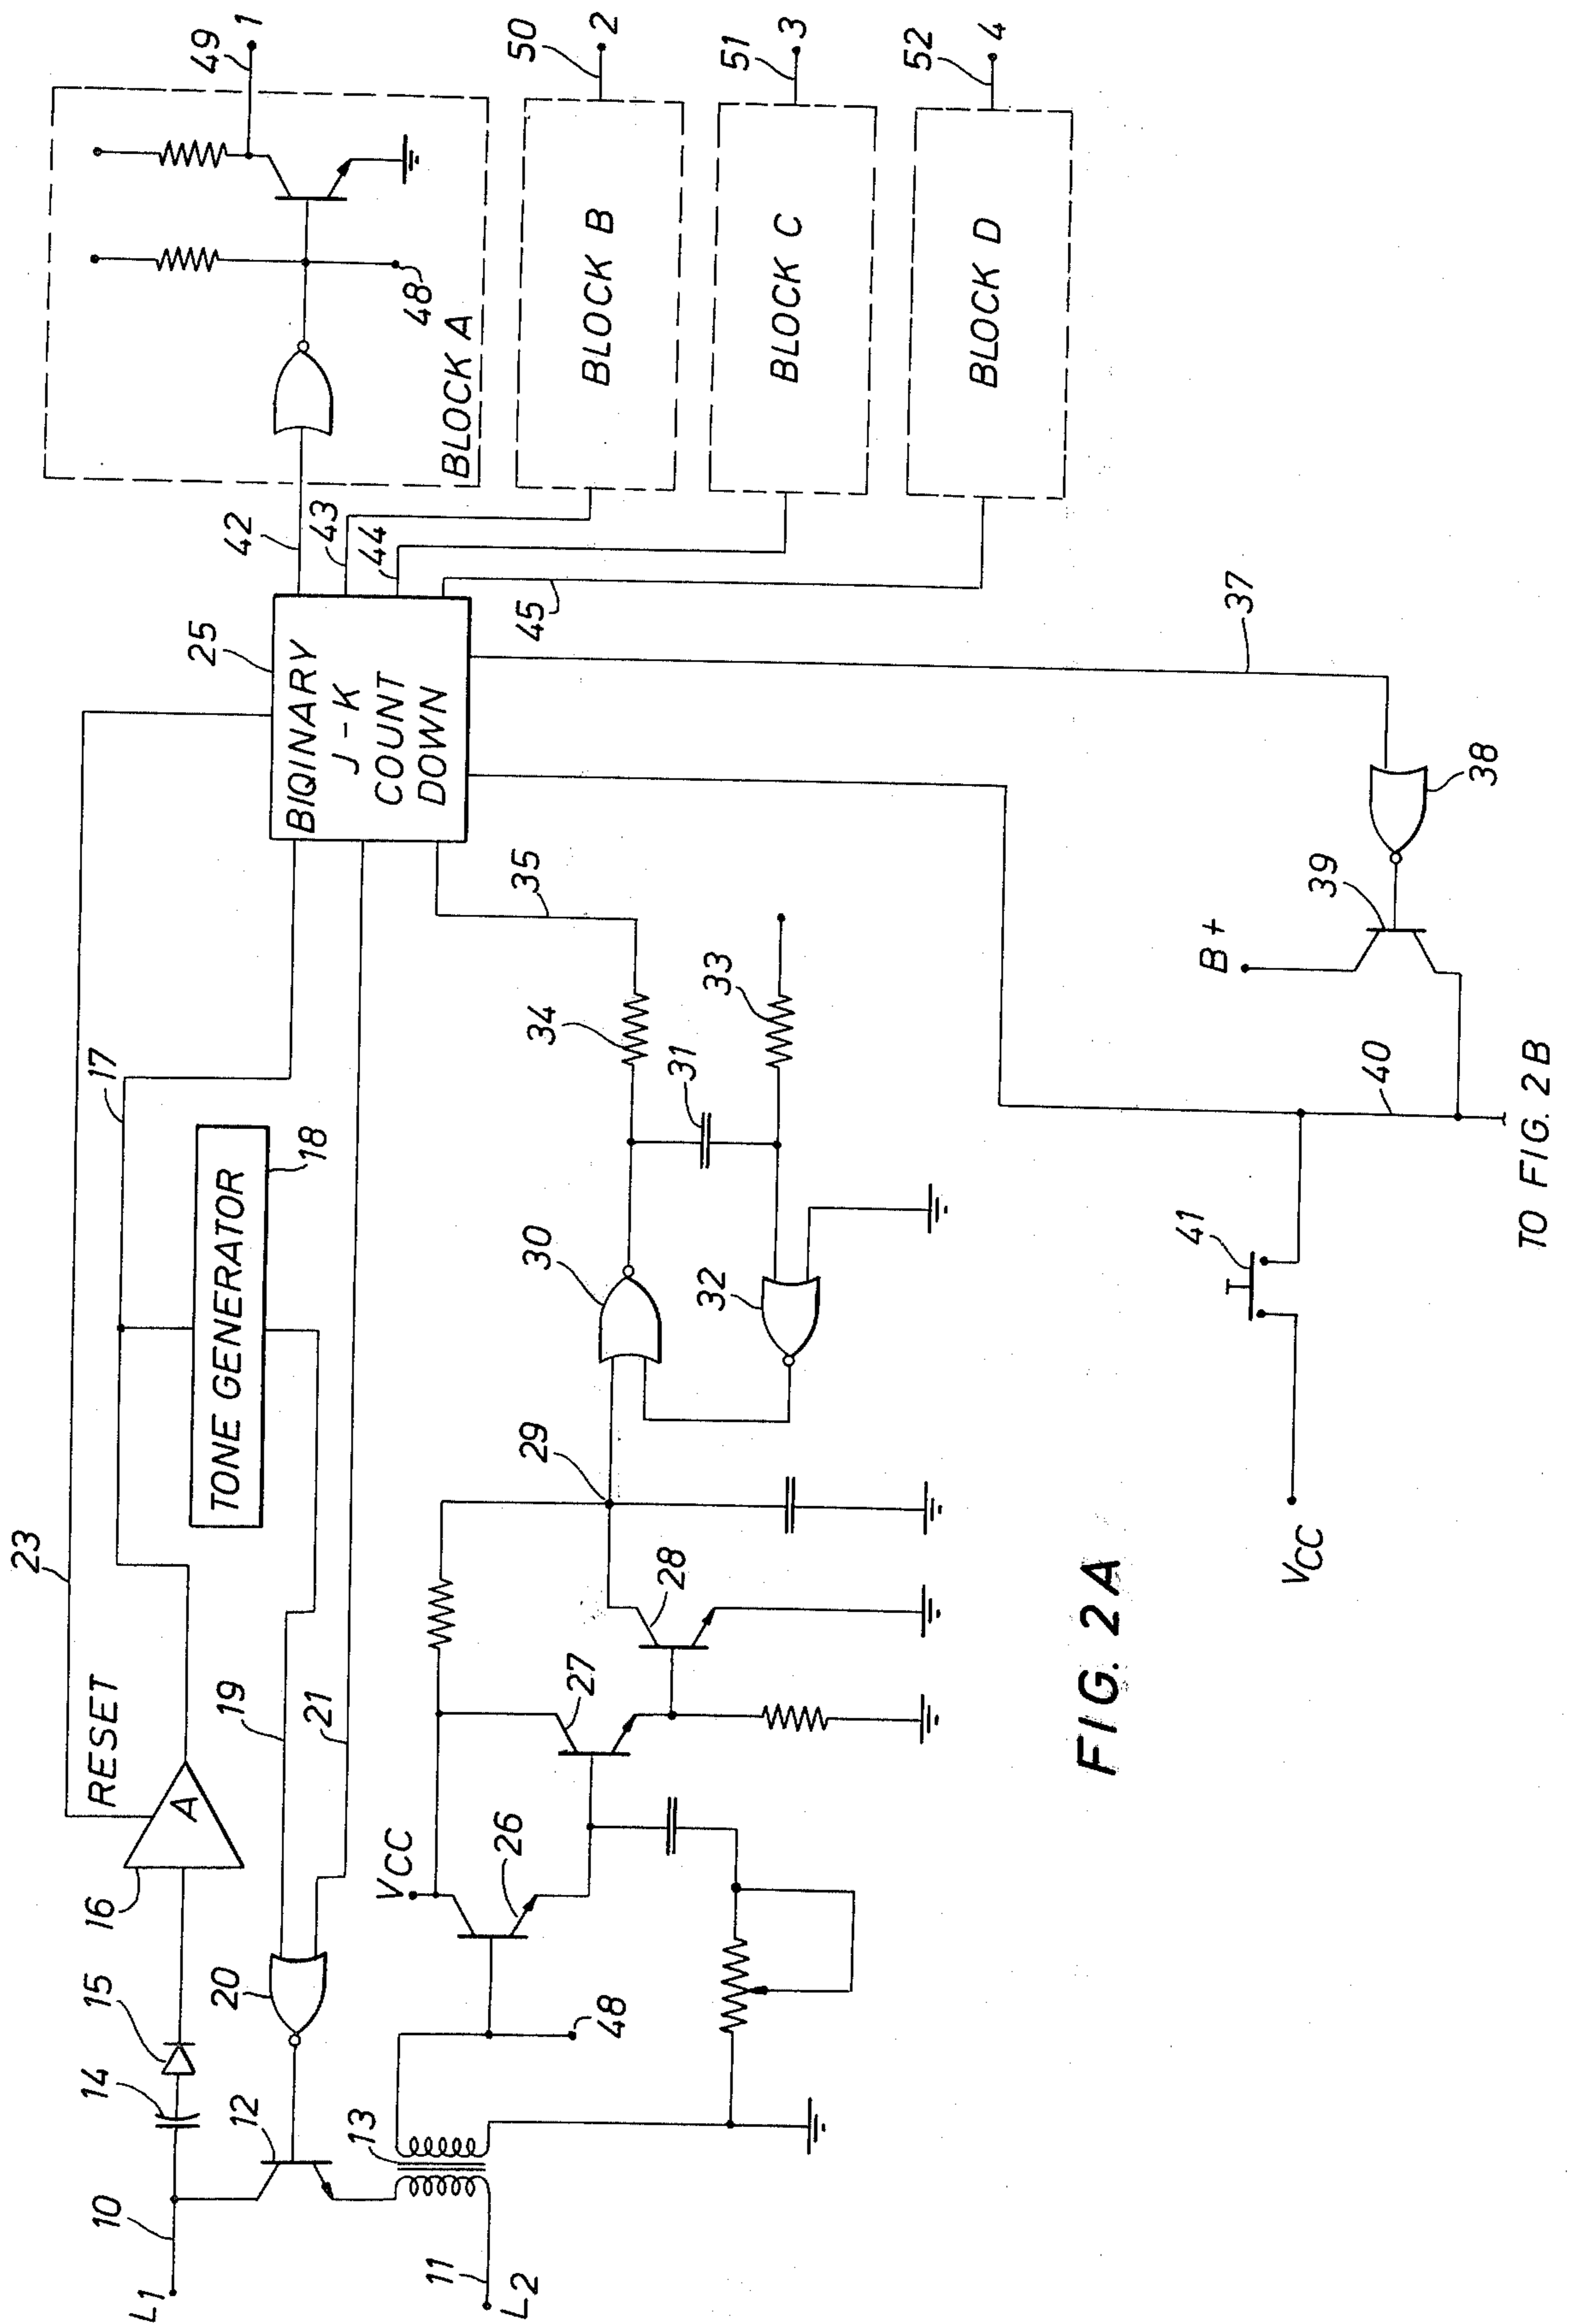 L1
10
14
15
16
A
RESET
23
17
TONE GENERATOR
18
19
20
21
12
13
11
L2
48
VCC
26
27
28
29
30
31
32
33
34
35
25
BIQINARY
J-K
COUNT
DOWN
42
43
44
45
48
BLOCK A
49
1
BLOCK B
50
2
BLOCK C
51
3
BLOCK D
52
4
37
38
39
B+
40
41
VCC
TO FIG. 2B
FIG. 2A